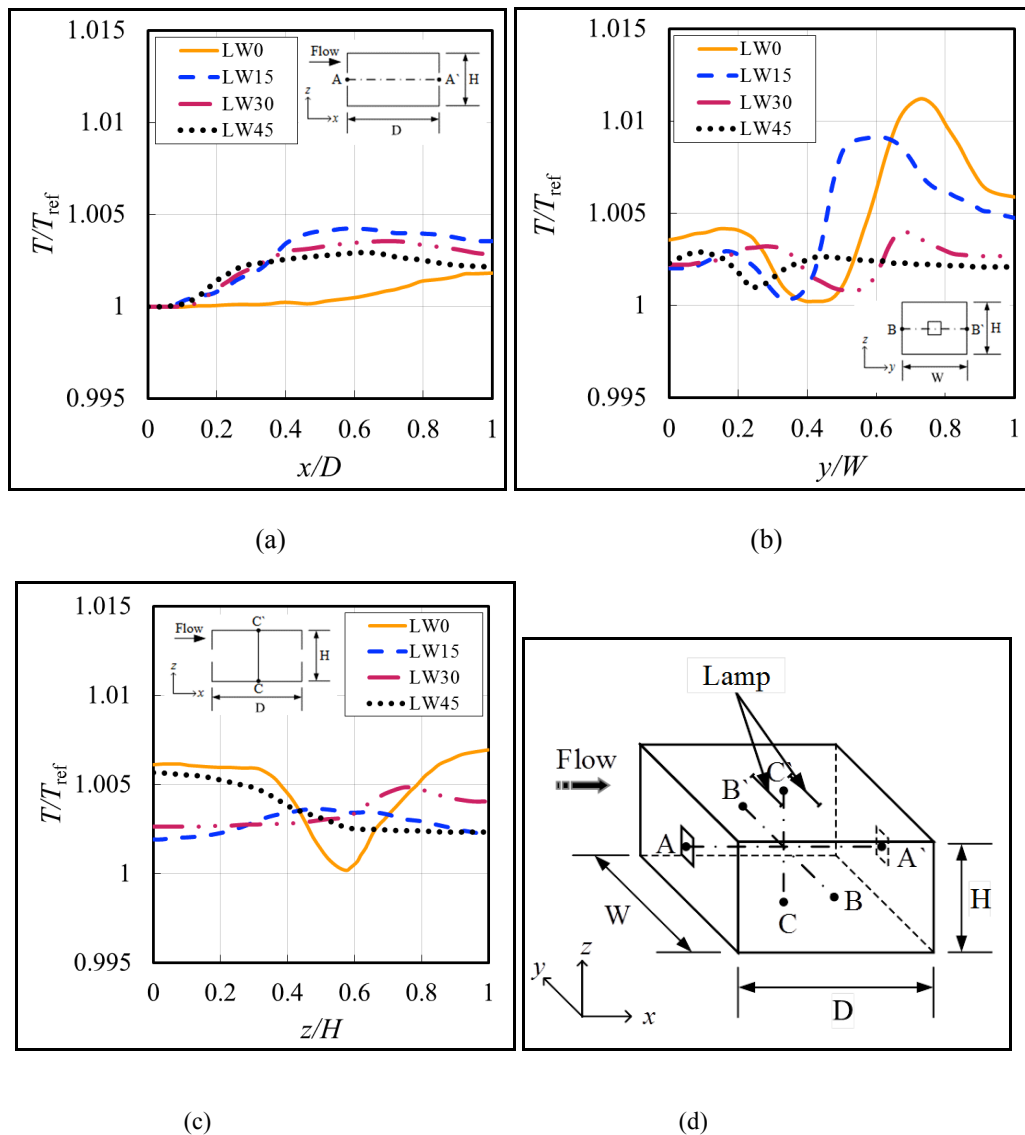 1.015
1.01
1.005
1
0.995
T/Tref
LW0
LW15
LW30
LW45
Flow
A
A`
H
z
x
D
0
0.2
0.4
0.6
0.8
1
x/D
(a)
1.015
1.01
1.005
1
0.995
T/Tref
LW0
LW15
LW30
LW45
B
B`
H
z
y
W
0
0.2
0.4
0.6
0.8
1
y/W
(b)
1.015
1.01
1.005
1
0.995
T/Tref
Flow
C`
H
z
x
C
D
LW0
LW15
LW30
LW45
0
0.2
0.4
0.6
0.8
1
z/H
(c)
Lamp
Flow
B`
C`
A
A`
B
C
H
W
z
y
x
D
(d)